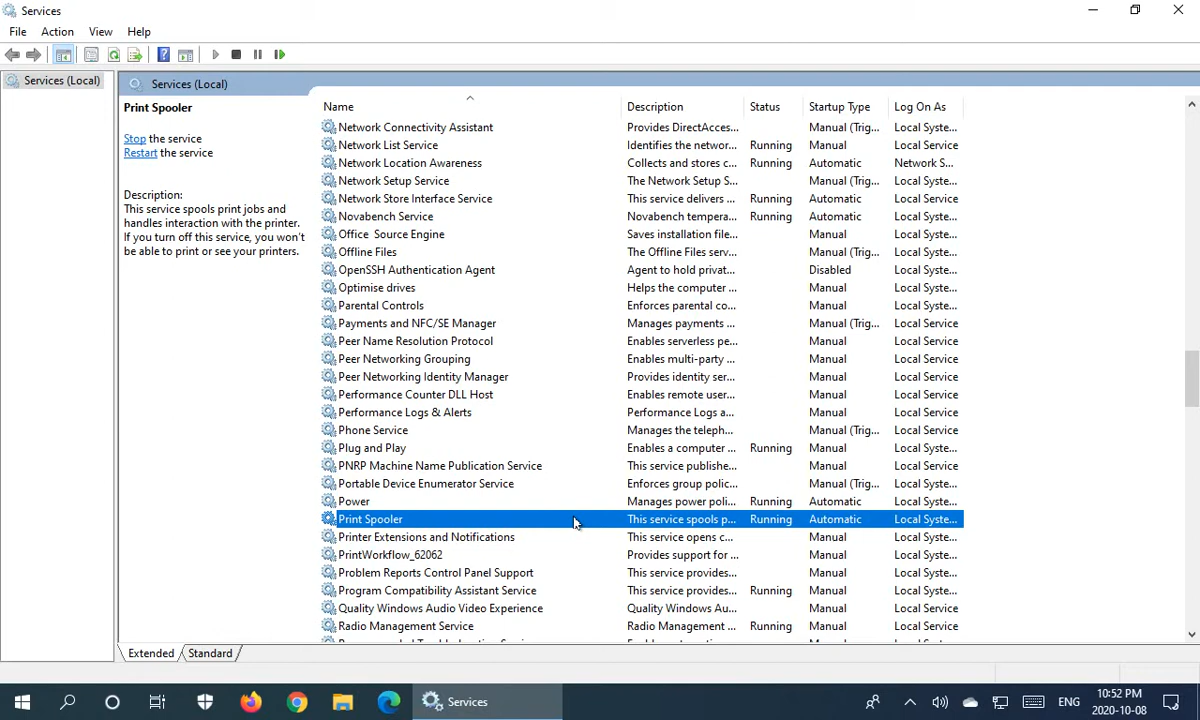 Services
File Action View Help
Services (Local)
Services (Local)
Print Spooler
Stop the service
Restart the service
Description:
This service spools print jobs and
handles interaction with the printer.
If you turn off this service, you won't
be able to print or see your printers.
Name Description Status Startup Type Log On As
Network Connectivity Assistant Provides DirectAcces... Manual (Trig... Local Syste...
Network List Service Identifies the networ... Running Manual Local Service
Network Location Awareness Collects and stores c... Running Automatic Network S...
Network Setup Service The Network Setup S... Manual (Trig... Local Syste...
Network Store Interface Service This service delivers ... Running Automatic Local Service
Novabench Service Novabench tempera... Running Automatic Local Syste...
Office Source Engine Saves installation file... Manual Local Syste...
Offline Files The Offline Files serv... Manual (Trig... Local Syste...
OpenSSH Authentication Agent Agent to hold privat... Disabled Local Syste...
Optimise drives Helps the computer ... Manual Local Syste...
Parental Controls Enforces parental co... Manual Local Syste...
Payments and NFC/SE Manager Manages payments ... Manual (Trig... Local Service
Peer Name Resolution Protocol Enables serverless pe... Manual Local Service
Peer Networking Grouping Enables multi-party ... Manual Local Service
Peer Networking Identity Manager Provides identity ser... Manual Local Service
Performance Counter DLL Host Enables remote user... Manual Local Service
Performance Logs & Alerts Performance Logs a... Manual Local Service
Phone Service Manages the teleph... Manual (Trig... Local Service
Plug and Play Enables a computer ... Running Manual Local Syste...
PNRP Machine Name Publication Service This service publishe... Manual Local Service
Portable Device Enumerator Service Enforces group polic... Manual (Trig... Local Syste...
Power Manages power poli... Running Automatic Local Syste...
Print Spooler This service spools p... Running Automatic Local Syste...
Printer Extensions and Notifications This service opens c... Manual Local Syste...
PrintWorkflow_62062 Provides support for ... Manual Local Syste...
Problem Reports Control Panel Support This service provides... Manual Local Syste...
Program Compatibility Assistant Service This service provides... Running Manual Local Syste...
Quality Windows Audio Video Experience Quality Windows Au... Manual Local Service
Radio Management Service Radio Management ... Running Manual Local Service
Extended Standard
Services
ENG
10:52 PM
2020-10-08